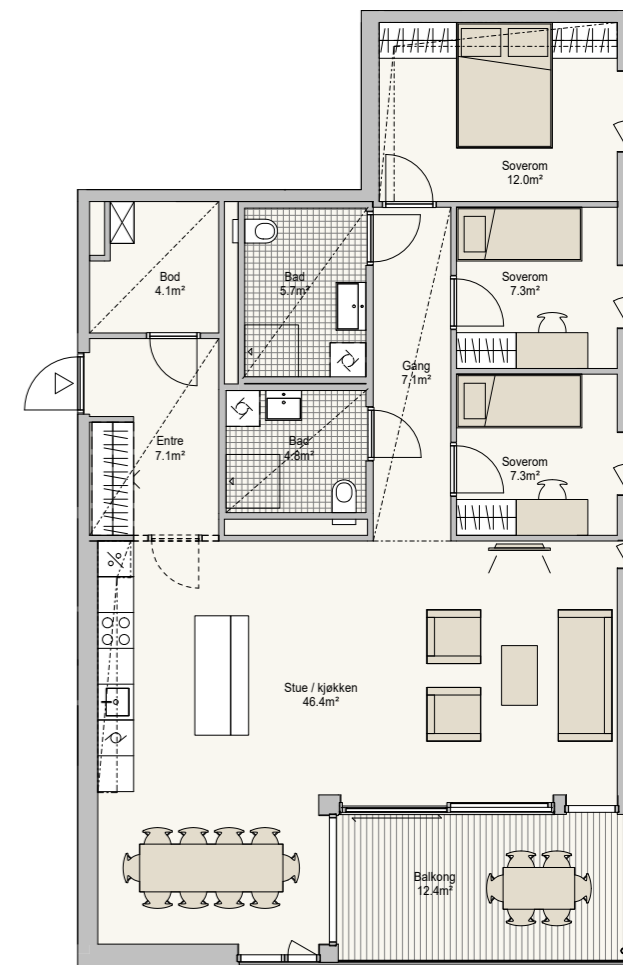 Soverom
12.0m²
Bod
4.1m²
Bad
5.7m²
Soverom
7.3m²
Gang
7.1m²
Entre
7.1m²
Bad
4.8m²
Soverom
7.3m²
Stue / kjøkken
46.4m²
Balkong
12.4m²